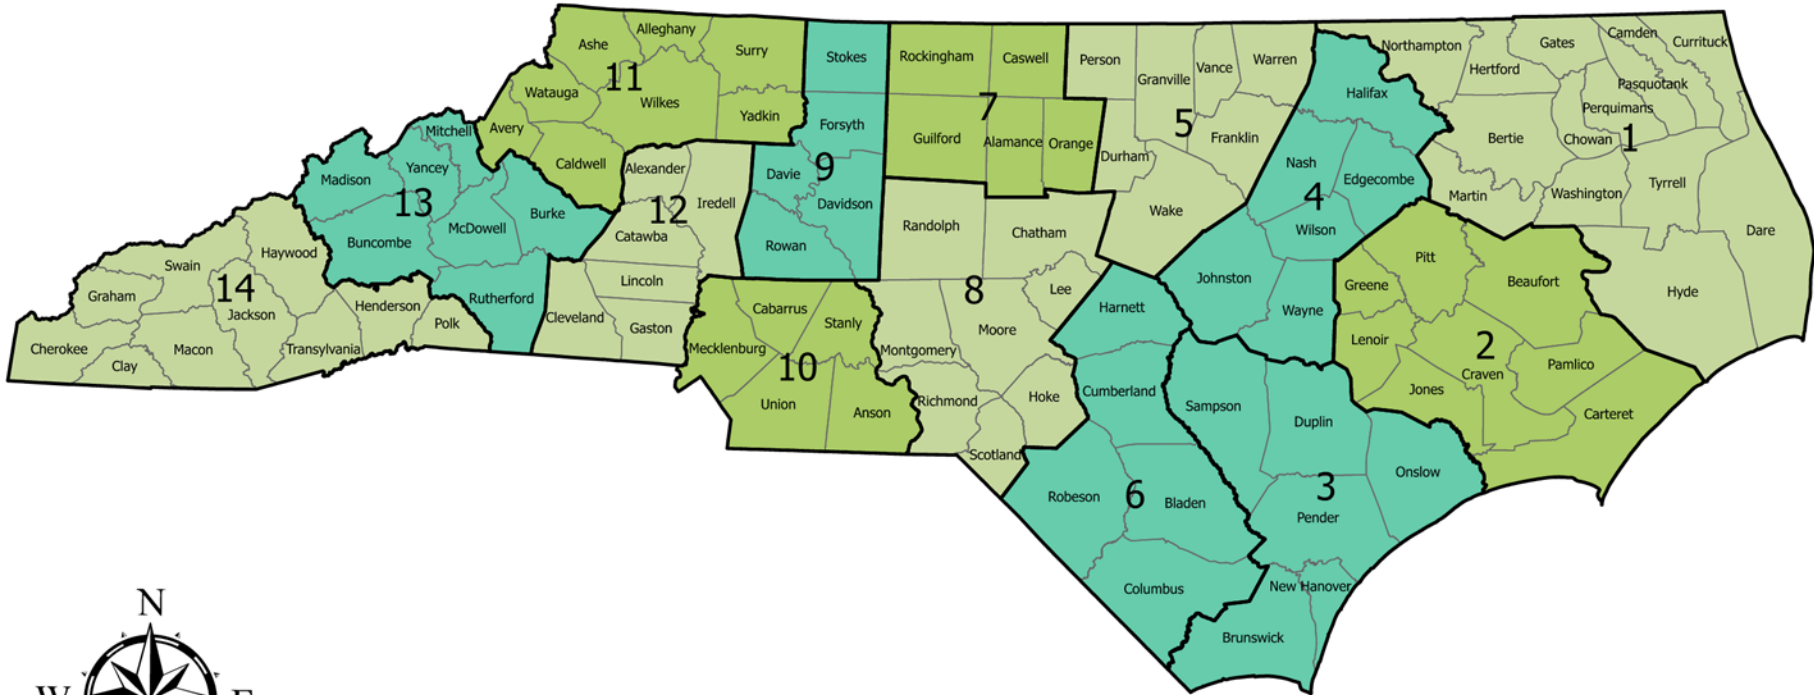 Ashe
Alleghany
Surry
11
Watauga
Wilkes
Yadkin
Avery
Caldwell
Stokes
Forsyth
Davie
9
Davidson
Rowan
Rockingham
Caswell
7
Guilford
Alamance
Orange
Person
Granville
Vance
Warren
5
Franklin
Durham
Wake
Halifax
Nash
Edgecombe
4
Wilson
Johnston
Wayne
Northampton
Gates
Camden
Currituck
Hertford
Pasquotank
Perquimans
Bertie
Chowan
1
Martin
Washington
Tyrrell
Dare
Hyde
Mitchell
Yancey
Madison
13
McDowell
Burke
Buncombe
Rutherford
Alexander
Iredell
12
Catawba
Lincoln
Cleveland
Gaston
Haywood
Swain
14
Graham
Jackson
Henderson
Polk
Cherokee
Macon
Transylvania
Clay
Cabarrus
Stanly
Mecklenburg
10
Union
Anson
Randolph
Chatham
8
Lee
Moore
Montgomery
Richmond
Hoke
Scotland
Harnett
Cumberland
Robeson
6
Bladen
Columbus
Sampson
Duplin
Onslow
3
Pender
New Hanover
Brunswick
Pitt
Greene
Beaufort
Lenoir
2
Craven
Pamlico
Jones
Carteret
N
W
E